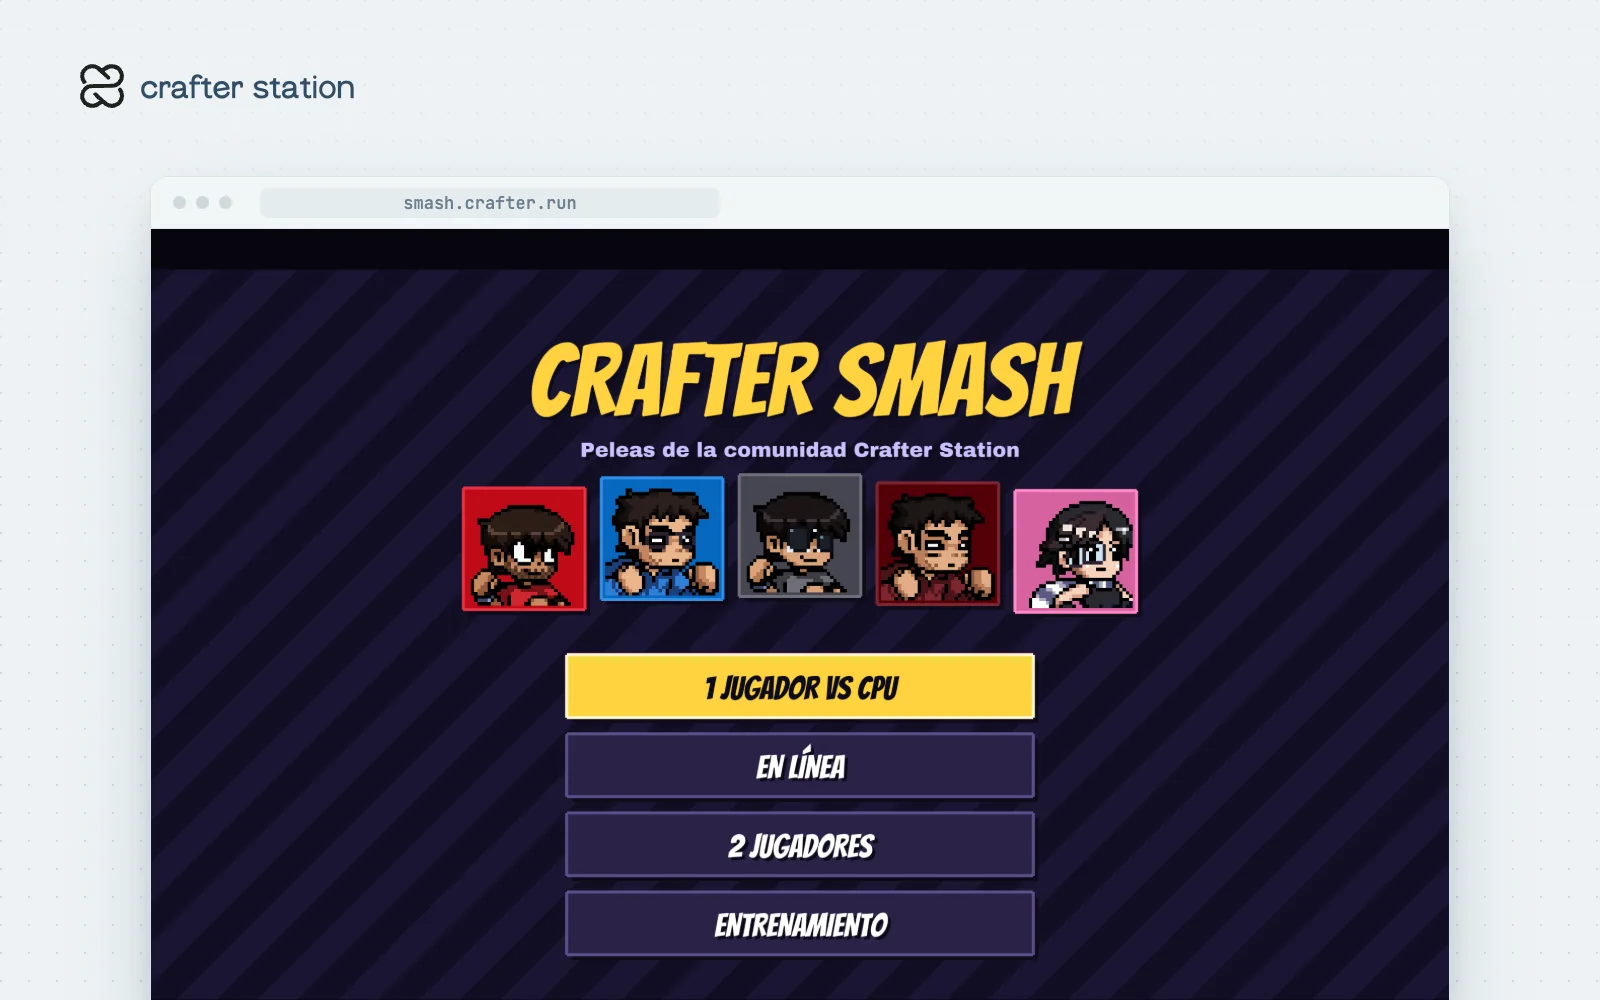 crafter station
smash.crafter.run
CRAFTER SMASH
Peleas de la comunidad Crafter Station
1 JUGADOR VS CPU
EN LÍNEA
2 JUGADORES
ENTRENAMIENTO